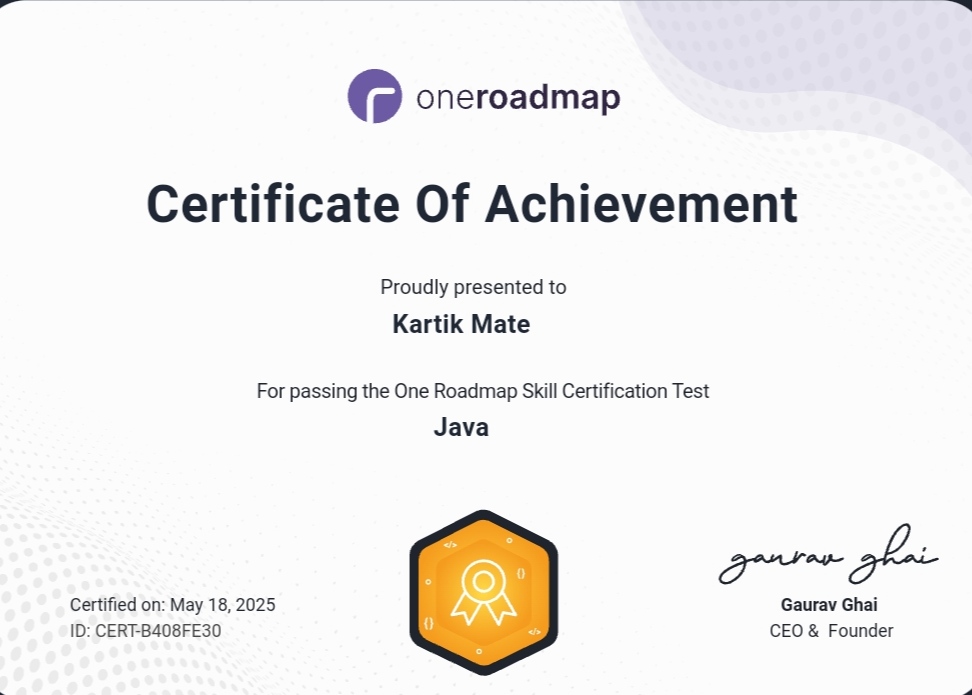 oneroadmap
Certificate Of Achievement
Proudly presented to
Kartik Mate
For passing the One Roadmap Skill Certification Test
Java
</>
{}
{}
</>
gaurav ghai
Certified on: May 18, 2025
Gaurav Ghai
ID: CERT-B408FE30
CEO & Founder